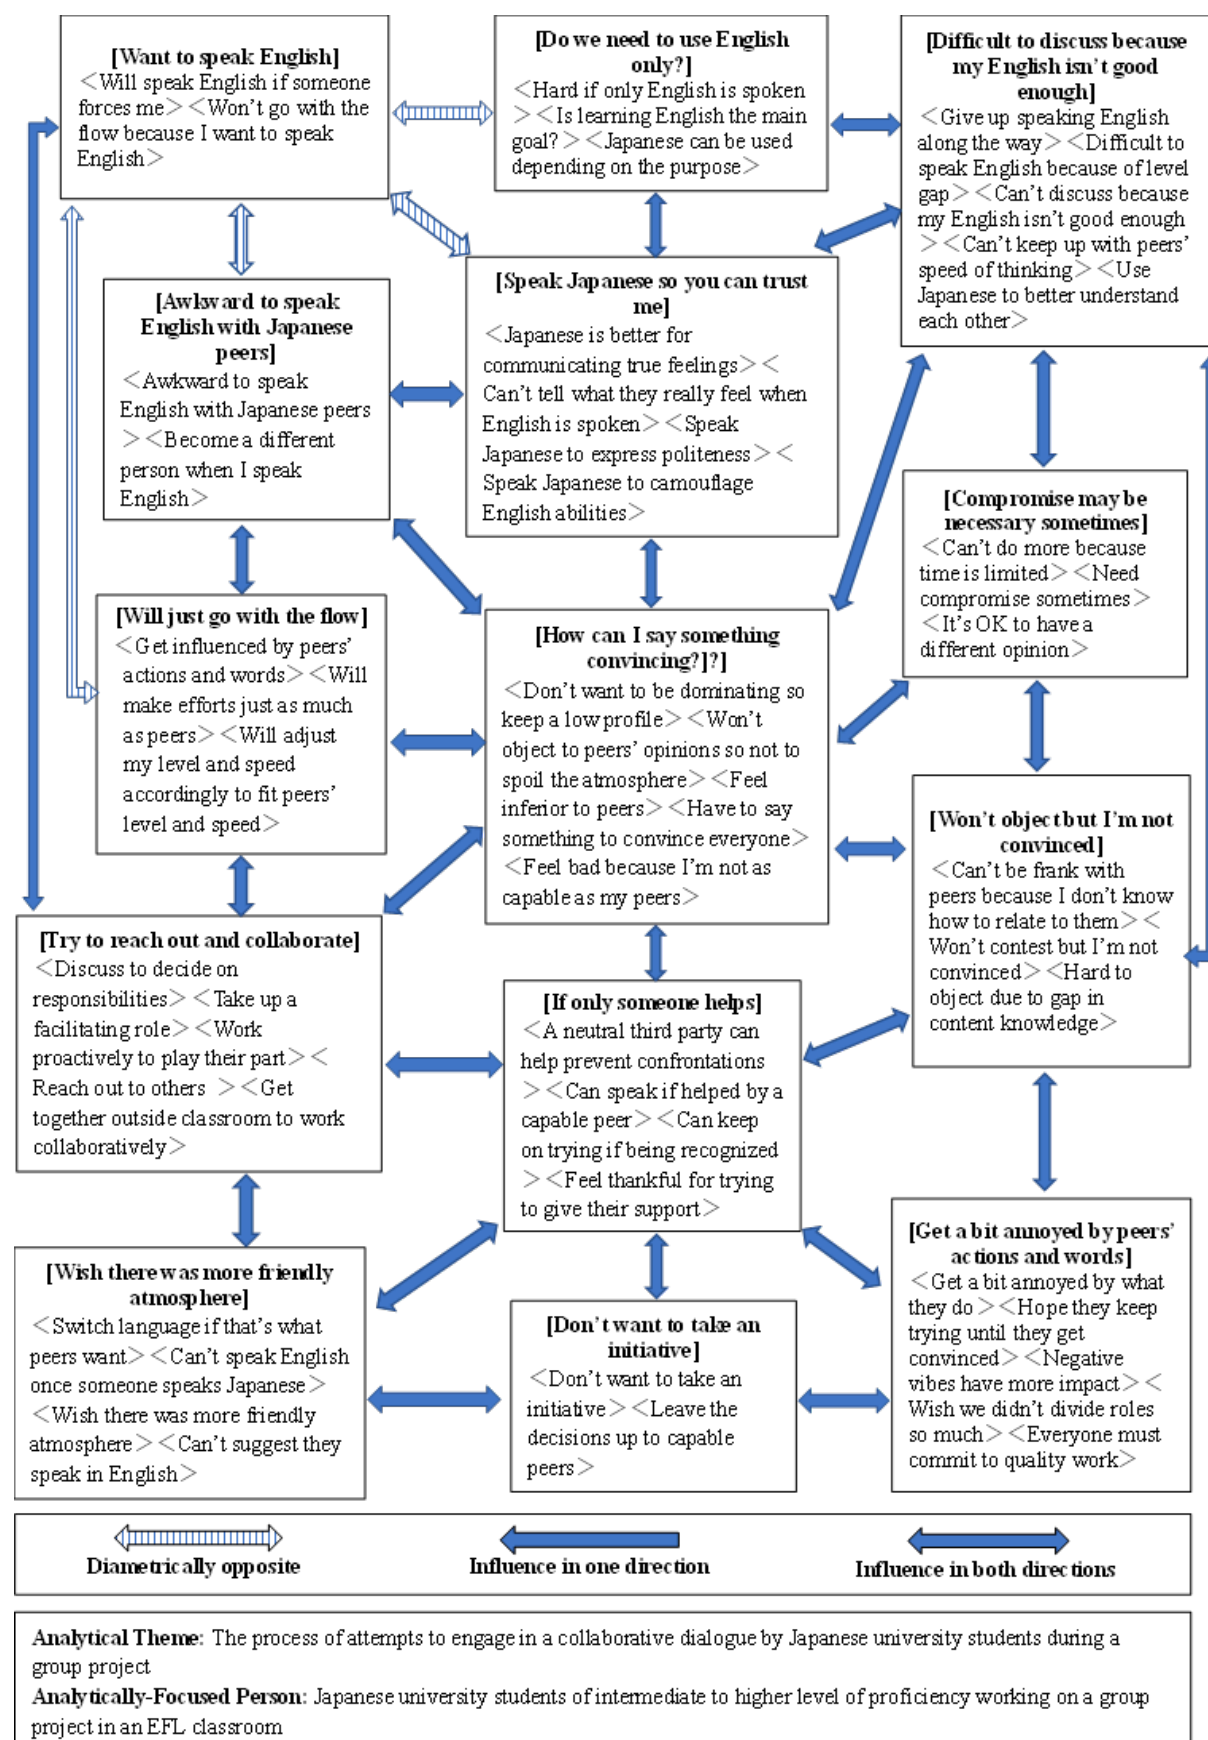 [Want to speak English]
＜Will speak English if someone
forces me＞＜Won't go with the
flow because I want to speak
English＞
[Do we need to use English
only?]
＜Hard if only English is spoken
＞＜Is learning English the main
goal?＞＜Japanese can be used
depending on the purpose＞
[Difficult to discuss because
my English isn't good
enough]
＜Give up speaking English
along the way＞＜Difficult to
speak English because of level
gap＞＜Can't discuss because
my English isn't good enough
＞＜Can't keep up with peers'
speed of thinking＞＜Use
Japanese to better understand
each other＞
[Awkward to speak
English with Japanese
peers]
＜Awkward to speak
English with Japanese peers
＞＜Become a different
person when I speak
English＞
[Speak Japanese so you can trust
me]
＜Japanese is better for
communicating true feelings＞＜
Can't tell what they really feel when
English is spoken＞＜Speak
Japanese to express politeness＞＜
Speak Japanese to camouflage
English abilities＞
[Compromise may be
necessary sometimes]
＜Can't do more because
time is limited＞＜Need
compromise sometimes＞
＜It's OK to have a
different opinion＞
[Will just go with the flow]
＜Get influenced by peers'
actions and words＞＜Will
make efforts just as much
as peers＞＜Will adjust
my level and speed
accordingly to fit peers'
level and speed＞
[How can I say something
convincing?]?]
＜Don't want to be dominating so
keep a low profile＞＜Won't
object to peers' opinions so not to
spoil the atmosphere＞＜Feel
inferior to peers＞＜Have to say
something to convince everyone＞
＜Feel bad because I'm not as
capable as my peers＞
[Won't object but I'm not
convinced]
＜Can't be frank with
peers because I don't know
how to relate to them＞＜
Won't contest but I'm not
convinced＞＜Hard to
object due to gap in
content knowledge＞
[Try to reach out and collaborate]
＜Discuss to decide on
responsibilities＞＜Take up a
facilitating role＞＜Work
proactively to play their part＞＜
Reach out to others ＞＜Get
together outside classroom to work
collaboratively＞
[If only someone helps]
＜A neutral third party can
help prevent confrontations
＞＜Can speak if helped by a
capable peer＞＜Can keep
on trying if being recognized
＞＜Feel thankful for trying
to give their support＞
[Get a bit annoyed by peers'
actions and words]
＜Get a bit annoyed by what
they do＞＜Hope they keep
trying until they get
convinced＞＜Negative
vibes have more impact＞＜
Wish we didn't divide roles
so much＞＜Everyone must
commit to quality work＞
[Wish there was more friendly
atmosphere]
＜Switch language if that's what
peers want＞＜Can't speak English
once someone speaks Japanese＞
＜Wish there was more friendly
atmosphere＞＜Can't suggest they
speak in English＞
[Don't want to take an
initiative]
＜Don't want to take an
initiative＞＜Leave the
decisions up to capable
peers＞
Diametrically opposite
Influence in one direction
Influence in both directions
Analytical Theme: The process of attempts to engage in a collaborative dialogue by Japanese university students during a
group project
Analytically-Focused Person: Japanese university students of intermediate to higher level of proficiency working on a group
project in an EFL classroom